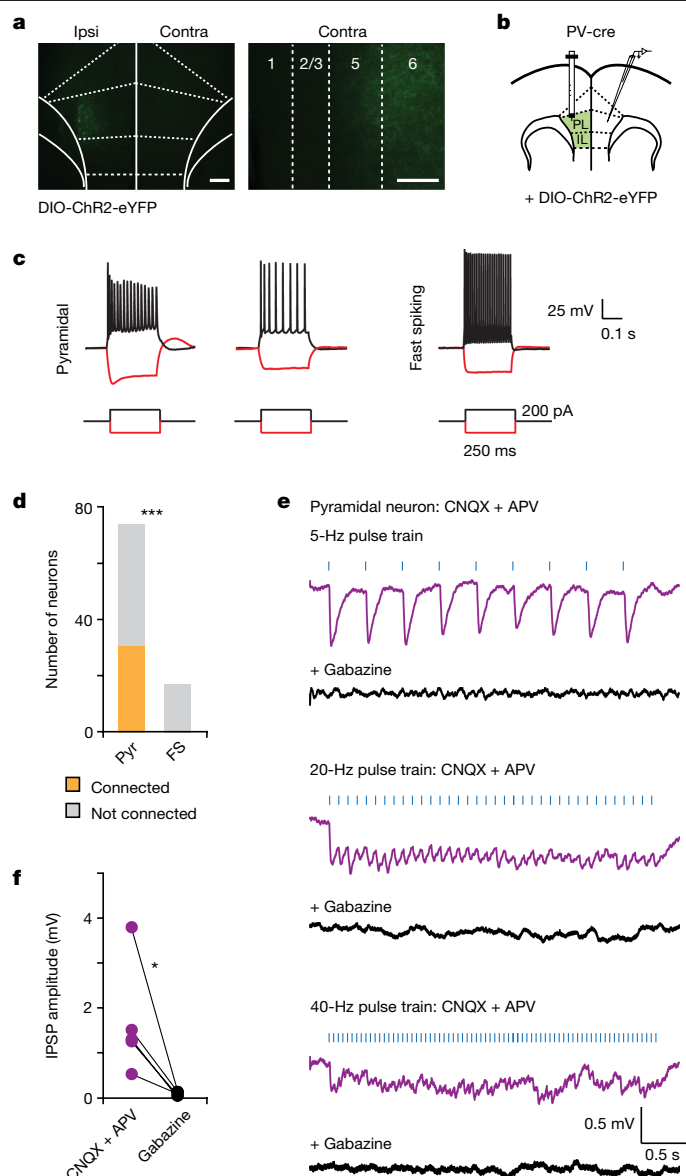 a
Ipsi
Contra
Contra
1
2/3
5
6
DIO-ChR2-eYFP
b
PV-cre
PL
IL
+ DIO-ChR2-eYFP
c
Pyramidal
Fast spiking
25 mV
0.1 s
200 pA
250 ms
d
Number of neurons
80
40
0
***
Pyr
FS
Connected
Not connected
e
Pyramidal neuron: CNQX + APV
5-Hz pulse train
+ Gabazine
20-Hz pulse train: CNQX + APV
+ Gabazine
40-Hz pulse train: CNQX + APV
0.5 mV
0.5 s
+ Gabazine
f
IPSP amplitude (mV)
4
2
0
*
CNQX + APV
Gabazine